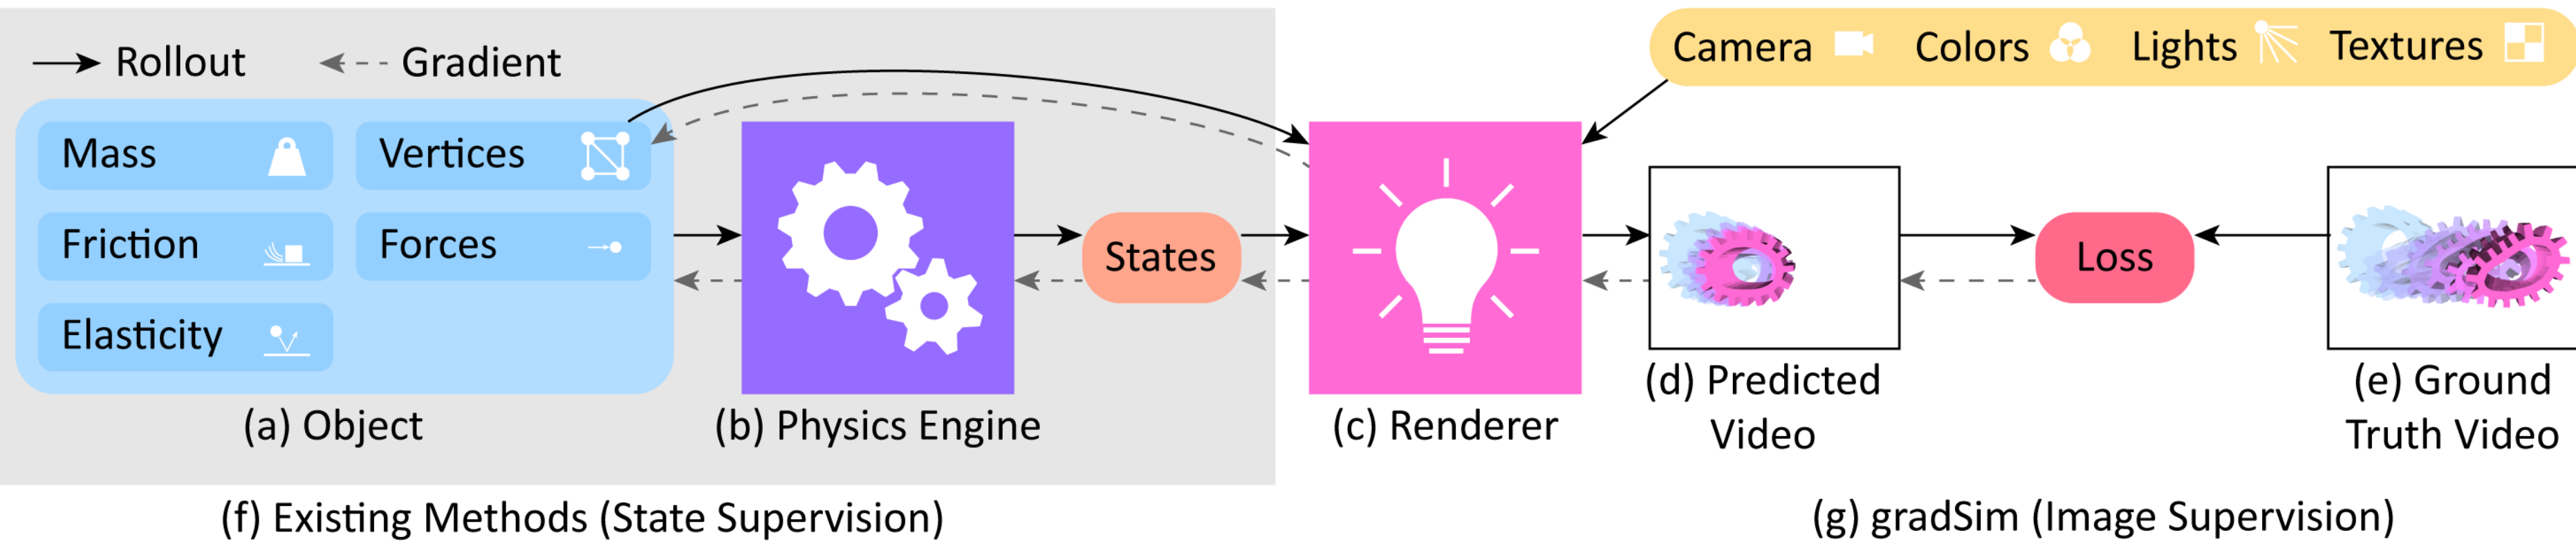 Rollout
Gradient
Camera
Colors
Lights
Textures
Mass
Vertices
Friction
Forces
Elasticity
States
Loss
(a) Object
(b) Physics Engine
(c) Renderer
(d) Predicted
Video
(e) Ground
Truth Video
(f) Existing Methods (State Supervision)
(g) gradSim (Image Supervision)